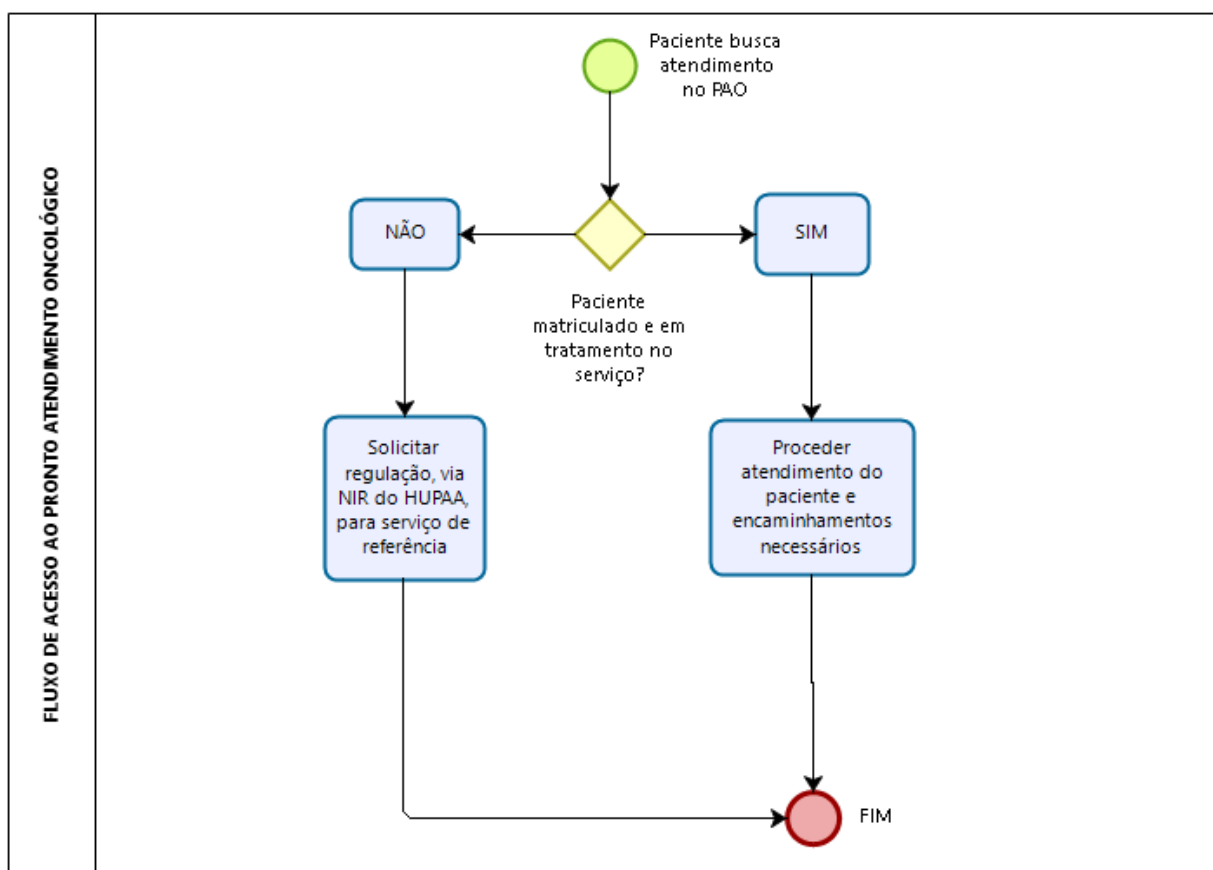 FLUXO DE ACESSO AO PRONTO ATENDIMENTO ONCOLÓGICO
Paciente busca
atendimento
no PAO
NÃO
SIM
Paciente
matriculado e em
tratamento no
serviço?
Solicitar
regulação, via
NIR do HUPAA,
para serviço de
referência
Proceder
atendimento do
paciente e
encaminhamentos
necessários
FIM